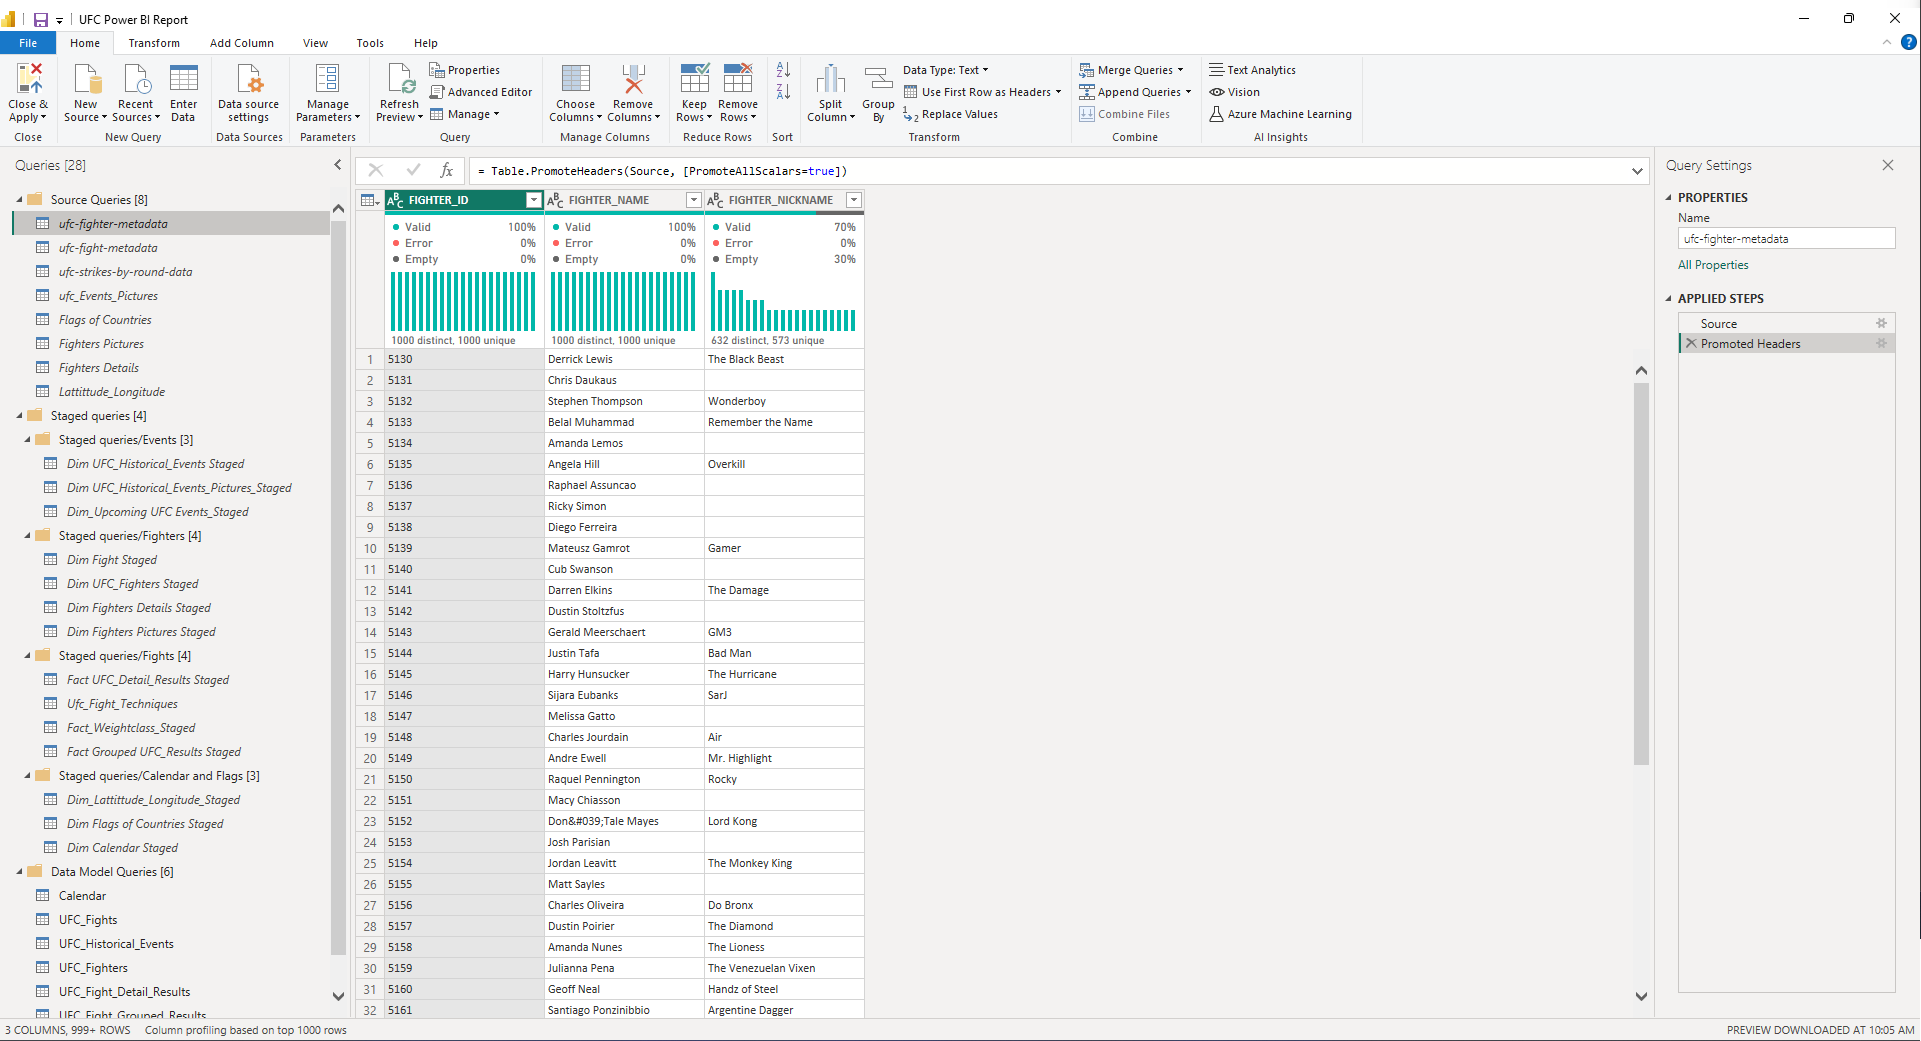 UFC Power BI Report
File Home Transform Add Column View Tools Help
Close & Apply
New Source
Recent Sources
Enter Data
Data source settings
Manage Parameters
Refresh Preview
Properties
Advanced Editor
Manage
Choose Columns
Remove Columns
Keep Rows
Remove Rows
Split Column
Group By
Data Type: Text
Use First Row as Headers
Replace Values
Merge Queries
Append Queries
Combine Files
Text Analytics
Vision
Azure Machine Learning
Close New Query Data Sources Parameters Query Manage Columns Reduce Rows Sort Transform Combine AI Insights
Queries [28]
Source Queries [8]
ufc-fighter-metadata
ufc-fight-metadata
ufc-strikes-by-round-data
ufc_Events_Pictures
Flags of Countries
Fighters Pictures
Fighters Details
Lattittude_Longitude
Staged queries [4]
Staged queries/Events [3]
Dim UFC_Historical_Events Staged
Dim UFC_Historical_Events_Pictures_Staged
Dim_Upcoming UFC Events_Staged
Staged queries/Fighters [4]
Dim Fight Staged
Dim UFC_Fighters Staged
Dim Fighters Details Staged
Dim Fighters Pictures Staged
Staged queries/Fights [4]
Fact UFC_Detail_Results Staged
Ufc_Fight_Techniques
Fact_Weightclass_Staged
Fact Grouped UFC_Results Staged
Staged queries/Calendar and Flags [3]
Dim_Lattittude_Longitude_Staged
Dim Flags of Countries Staged
Dim Calendar Staged
Data Model Queries [6]
Calendar
UFC_Fights
UFC_Historical_Events
UFC_Fighters
UFC_Fight_Detail_Results
UFC_Fight_Grouped_Results
fx = Table.PromoteHeaders(Source, [PromoteAllScalars=true])
FIGHTER_ID FIGHTER_NAME FIGHTER_NICKNAME
Valid 100% Valid 100% Valid 70%
Error 0% Error 0% Error 0%
Empty 0% Empty 0% Empty 30%
1000 distinct, 1000 unique 1000 distinct, 1000 unique 632 distinct, 573 unique
1 5130 Derrick Lewis The Black Beast
2 5131 Chris Daukaus
3 5132 Stephen Thompson Wonderboy
4 5133 Belal Muhammad Remember the Name
5 5134 Amanda Lemos
6 5135 Angela Hill Overkill
7 5136 Raphael Assuncao
8 5137 Ricky Simon
9 5138 Diego Ferreira
10 5139 Mateusz Gamrot Gamer
11 5140 Cub Swanson
12 5141 Darren Elkins The Damage
13 5142 Dustin Stoltzfus
14 5143 Gerald Meerschaert GM3
15 5144 Justin Tafa Bad Man
16 5145 Harry Hunsucker The Hurricane
17 5146 Sijara Eubanks SarJ
18 5147 Melissa Gatto
19 5148 Charles Jourdain Air
20 5149 Andre Ewell Mr. Highlight
21 5150 Raquel Pennington Rocky
22 5151 Macy Chiasson
23 5152 Don&#039;Tale Mayes Lord Kong
24 5153 Josh Parisian
25 5154 Jordan Leavitt The Monkey King
26 5155 Matt Sayles
27 5156 Charles Oliveira Do Bronx
28 5157 Dustin Poirier The Diamond
29 5158 Amanda Nunes The Lioness
30 5159 Julianna Pena The Venezuelan Vixen
31 5160 Geoff Neal Handz of Steel
32 5161 Santiago Ponzinibbio Argentine Dagger
Query Settings
PROPERTIES
Name
ufc-fighter-metadata
All Properties
APPLIED STEPS
Source
Promoted Headers
3 COLUMNS, 999+ ROWS Column profiling based on top 1000 rows
PREVIEW DOWNLOADED AT 10:05 AM